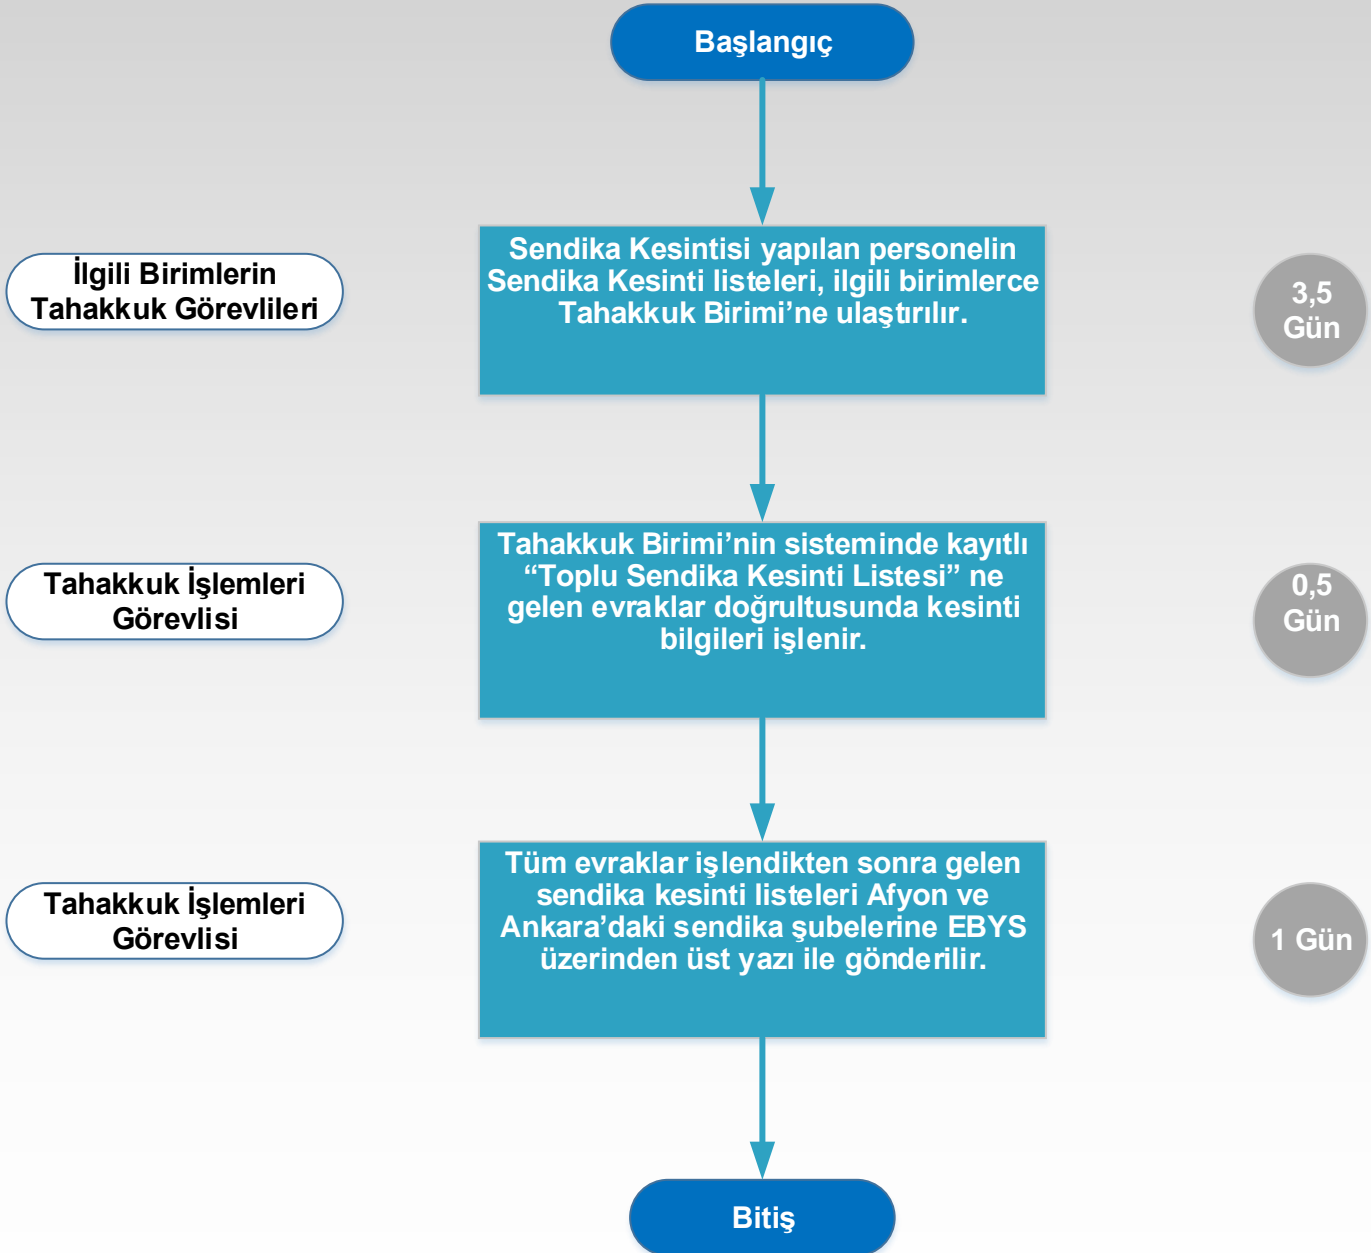 Başlangıç
İlgili Birimlerin
Tahakkuk Görevlileri
Sendika Kesintisi yapılan personelin
Sendika Kesinti listeleri, ilgili birimlerce
Tahakkuk Birimi’ne ulaştırılır.
3,5
Gün
Tahakkuk İşlemleri
Görevlisi
Tahakkuk Birimi’nin sisteminde kayıtlı
“Toplu Sendika Kesinti Listesi” ne
gelen evraklar doğrultusunda kesinti
bilgileri işlenir.
0,5
Gün
Tahakkuk İşlemleri
Görevlisi
Tüm evraklar işlendikten sonra gelen
sendika kesinti listeleri Afyon ve
Ankara’daki sendika şubelerine EBYS
üzerinden üst yazı ile gönderilir.
1 Gün
Bitiş